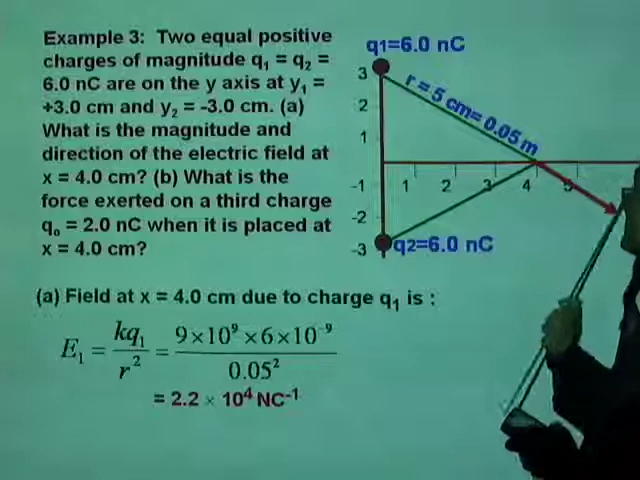 Example 3: Two equal positive
charges of magnitude q₁ = q₂ =
6.0 nC are on the y axis at y₁ =
+3.0 cm and y₂ = -3.0 cm. (a)
What is the magnitude and
direction of the electric field at
x = 4.0 cm? (b) What is the
force exerted on a third charge
qₒ = 2.0 nC when it is placed at
x = 4.0 cm?
q1=6.0 nC
r = 5 cm= 0.05 m
3
2
1
-1
-2
-3
1 2 3 4 5
q2=6.0 nC
(a) Field at x = 4.0 cm due to charge q₁ is :
E₁ = kq₁ / r² = 9×10⁹×6×10⁻⁹ / 0.05²
= 2.2 × 10⁴ NC⁻¹